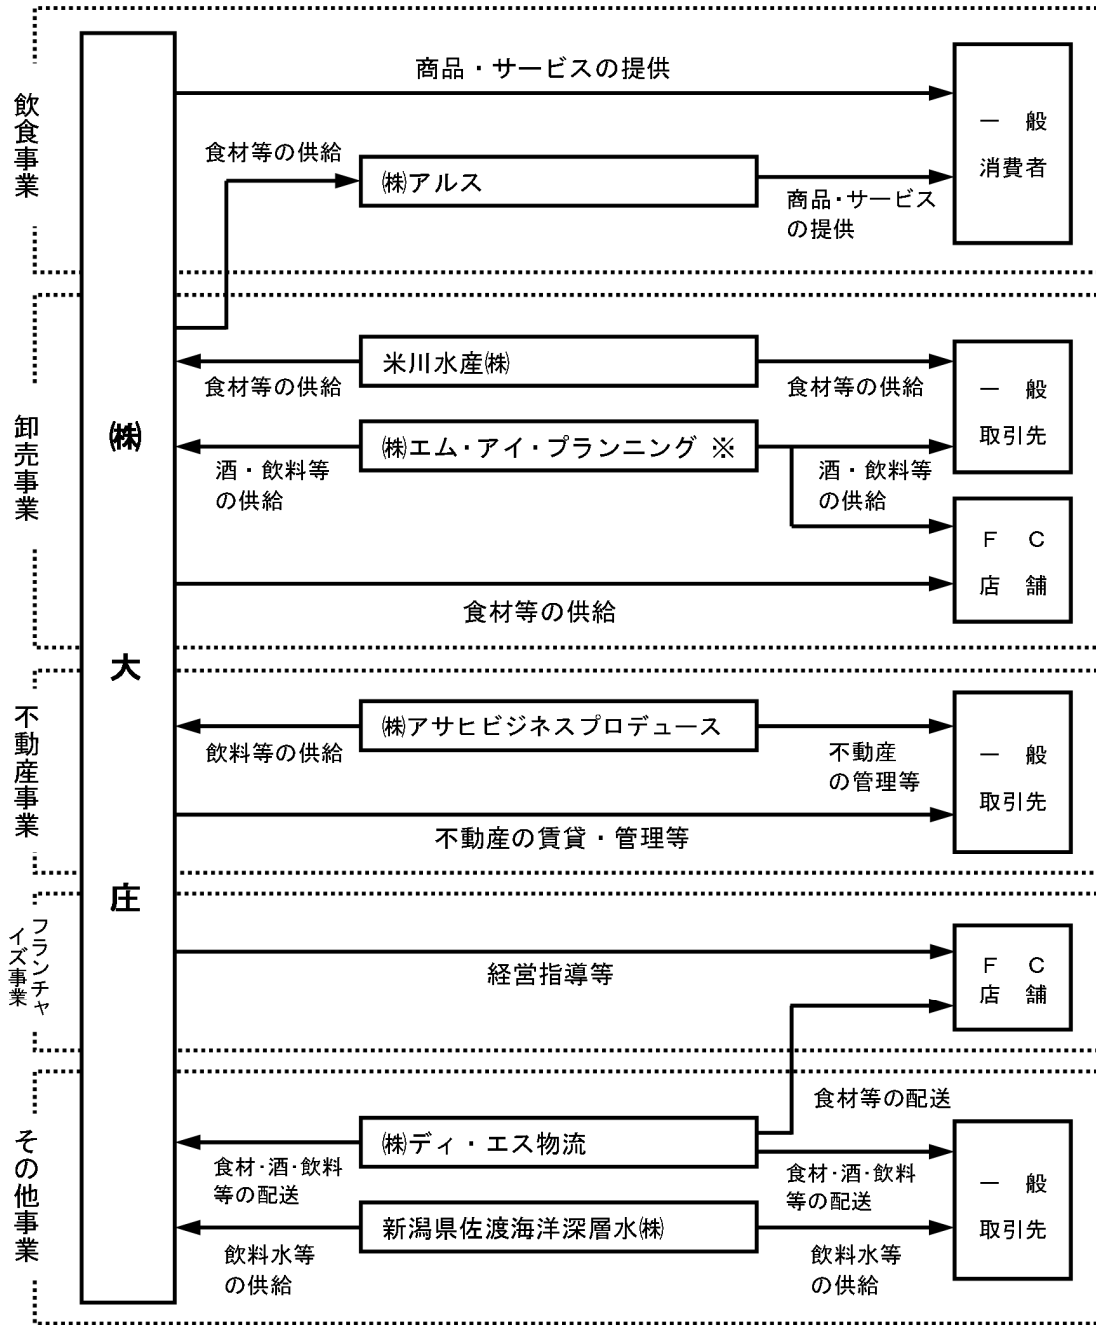 飲食事業
商品・サービスの提供
食材等の供給
㈱アルス
商品・サービス
の提供
一 般
消費者
卸売事業
米川水産㈱
食材等の供給
食材等の供給
㈱エム・アイ・プランニング ※
酒・飲料等
の供給
酒・飲料等
の供給
一 般
取引先
F C
店 舗
食材等の供給
㈱大庄
不動産事業
㈱アサヒビジネスプロデュース
飲料等の供給
不動産
の管理等
不動産の賃貸・管理等
一 般
取引先
フランチャ
イズ事業
経営指導等
F C
店 舗
その他事業
食材等の配送
㈱ディ・エス物流
食材・酒・飲料
等の配送
食材・酒・飲料
等の配送
新潟県佐渡海洋深層水㈱
飲料水等
の供給
飲料水等
の供給
一 般
取引先